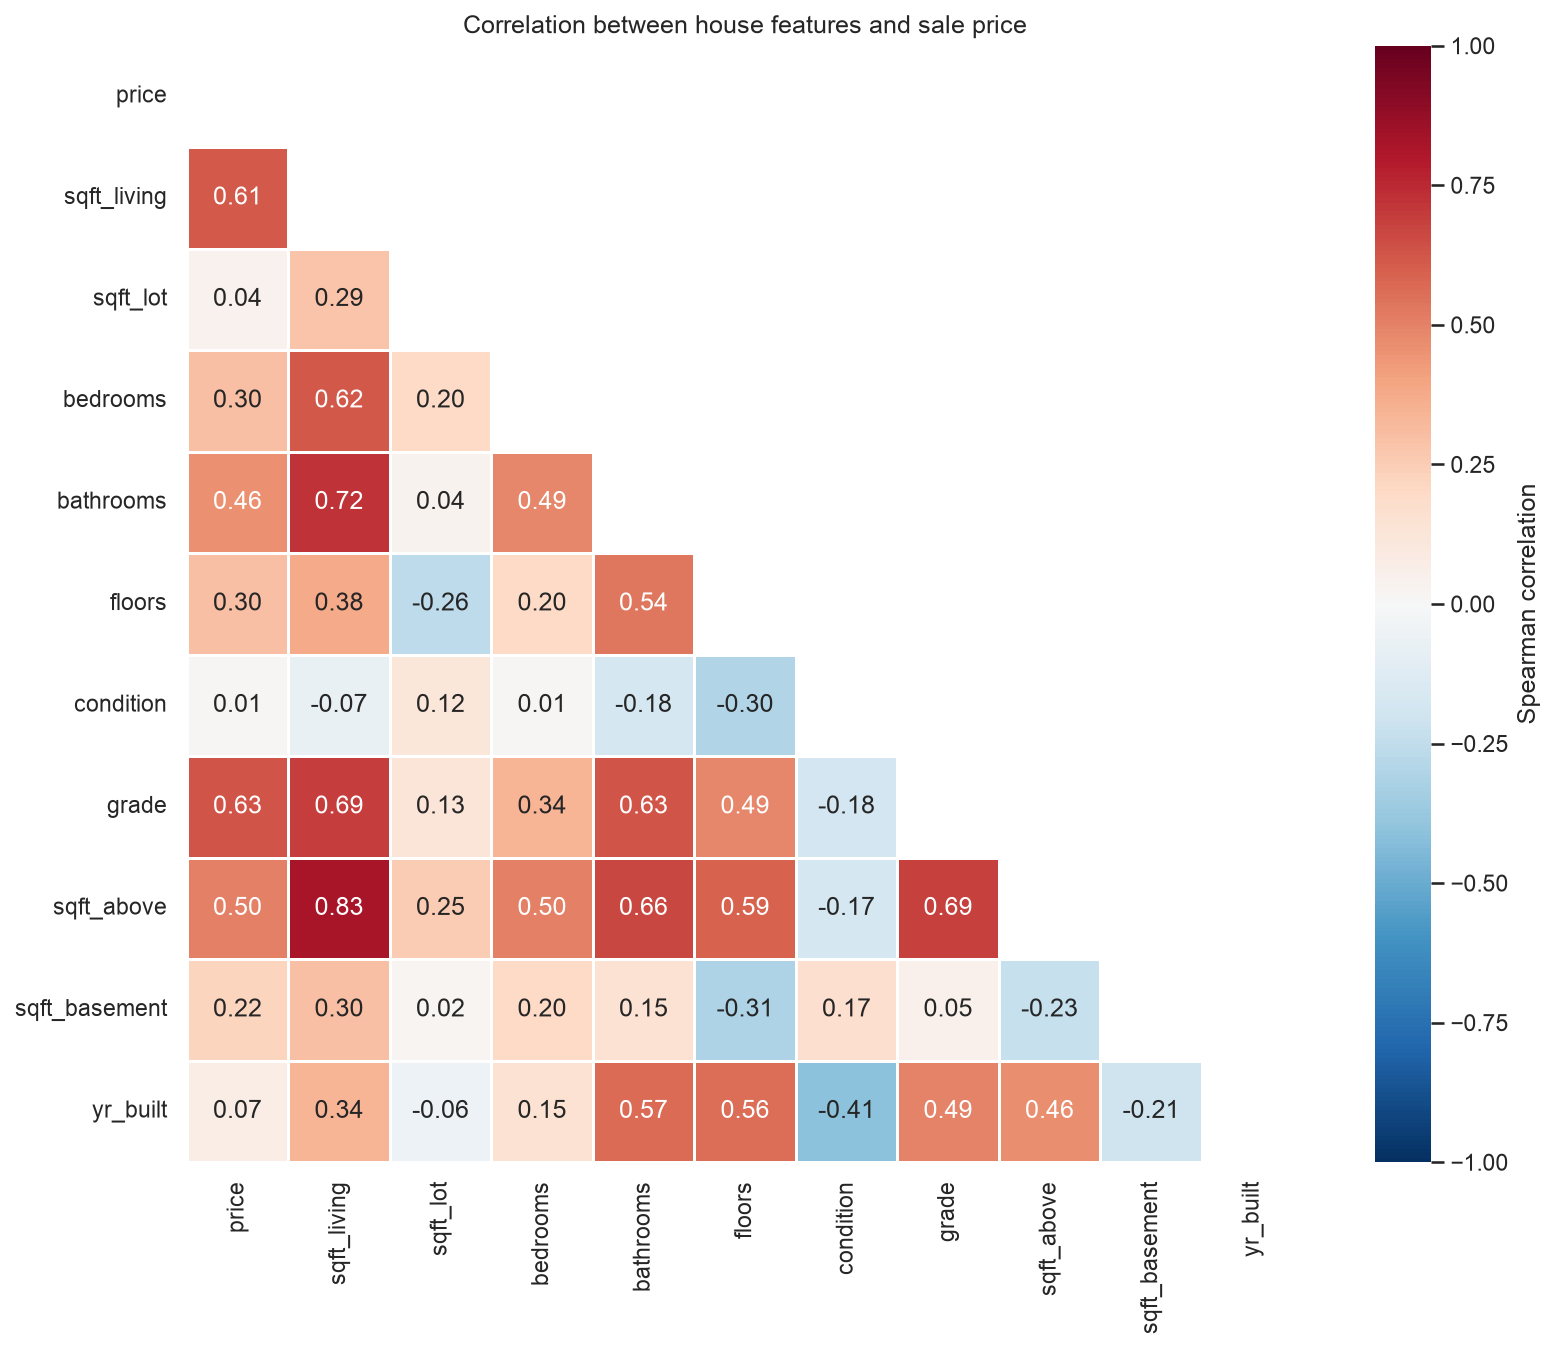 Correlation between house features and sale price
price
sqft_living
0.61
sqft_lot
0.04 0.29
bedrooms
0.30 0.62 0.20
bathrooms
0.46 0.72 0.04 0.49
floors
0.30 0.38 -0.26 0.20 0.54
condition
0.01 -0.07 0.12 0.01 -0.18 -0.30
grade
0.63 0.69 0.13 0.34 0.63 0.49 -0.18
sqft_above
0.50 0.83 0.25 0.50 0.66 0.59 -0.17 0.69
sqft_basement
0.22 0.30 0.02 0.20 0.15 -0.31 0.17 0.05 -0.23
yr_built
0.07 0.34 -0.06 0.15 0.57 0.56 -0.41 0.49 0.46 -0.21
price
sqft_living
sqft_lot
bedrooms
bathrooms
floors
condition
grade
sqft_above
sqft_basement
yr_built
1.00
0.75
0.50
0.25
0.00
−0.25
−0.50
−0.75
−1.00
Spearman correlation